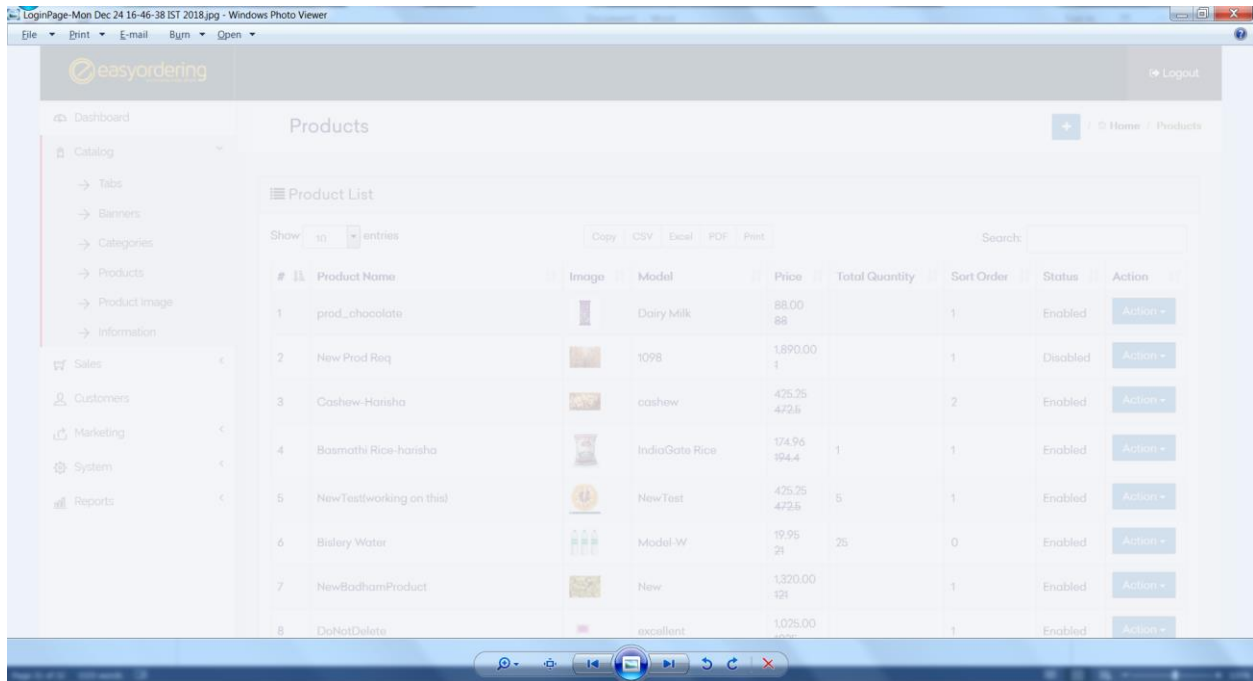 LoginPage-Mon Dec 24 16-46-38 IST 2018.jpg - Windows Photo Viewer
File Print E-mail Burn Open
easyordering
Logout
Dashboard
Products
Home / Products
Catalog
Tabs
Banners
Categories
Products
Product image
Information
Sales
Customers
Marketing
System
Reports
Product List
Show 10 entries
Copy CSV Excel PDF Print
Search:
# Product Name Image Model Price Total Quantity Sort Order Status Action
1 prod_chocolate Dairy Milk 88.00 1 Enabled Action
88
2 New Prod Req 1098 1,890.00 1 Disabled Action
1
3 Cashew-Harisha cashew 425.25 2 Enabled Action
472.5
4 Basmathi Rice-harisha IndiaGate Rice 174.96 1 1 Enabled Action
194.4
5 NewTest(working on this) NewTest 425.25 5 1 Enabled Action
472.5
6 Bislery Water Model-W 19.95 25 0 Enabled Action
21
7 NewBadhamProduct New 1,320.00 1 Enabled Action
121
8 DoNotDelete excellent 1,025.00 1 Enabled Action